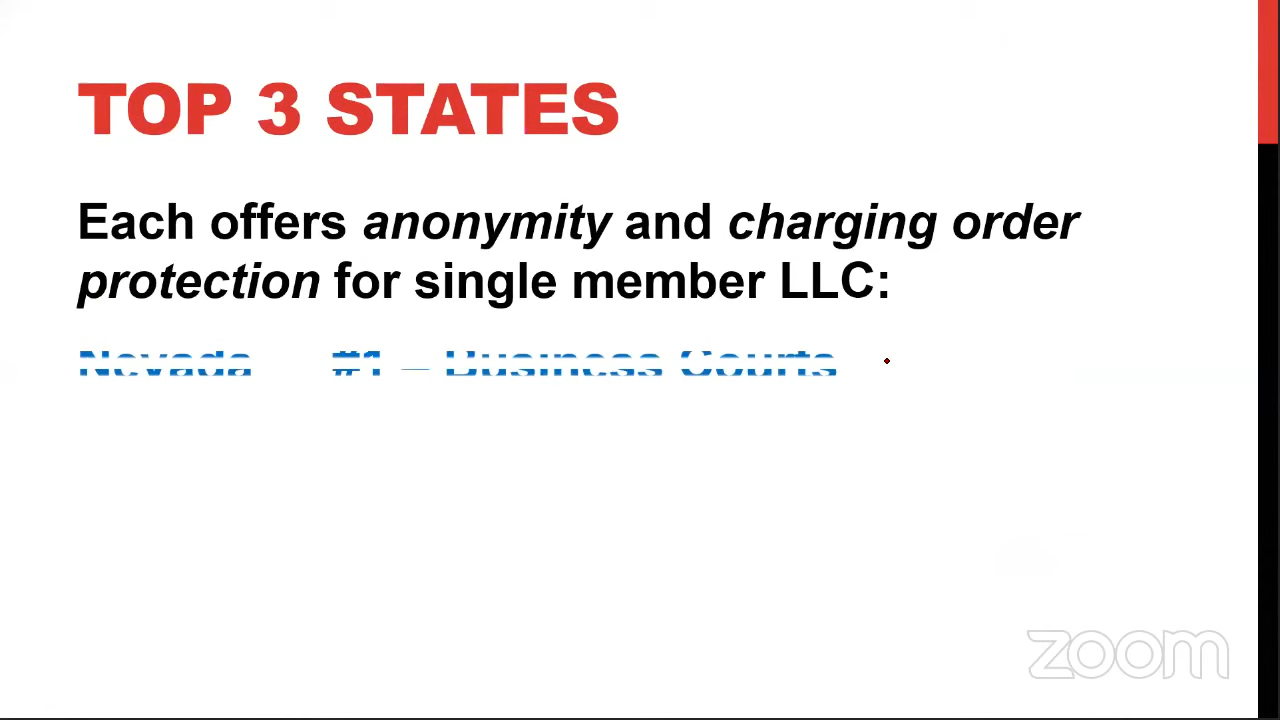 TOP 3 STATES
Each offers anonymity and charging order
protection for single member LLC:
Nevada #1 – Business Courts
zoom